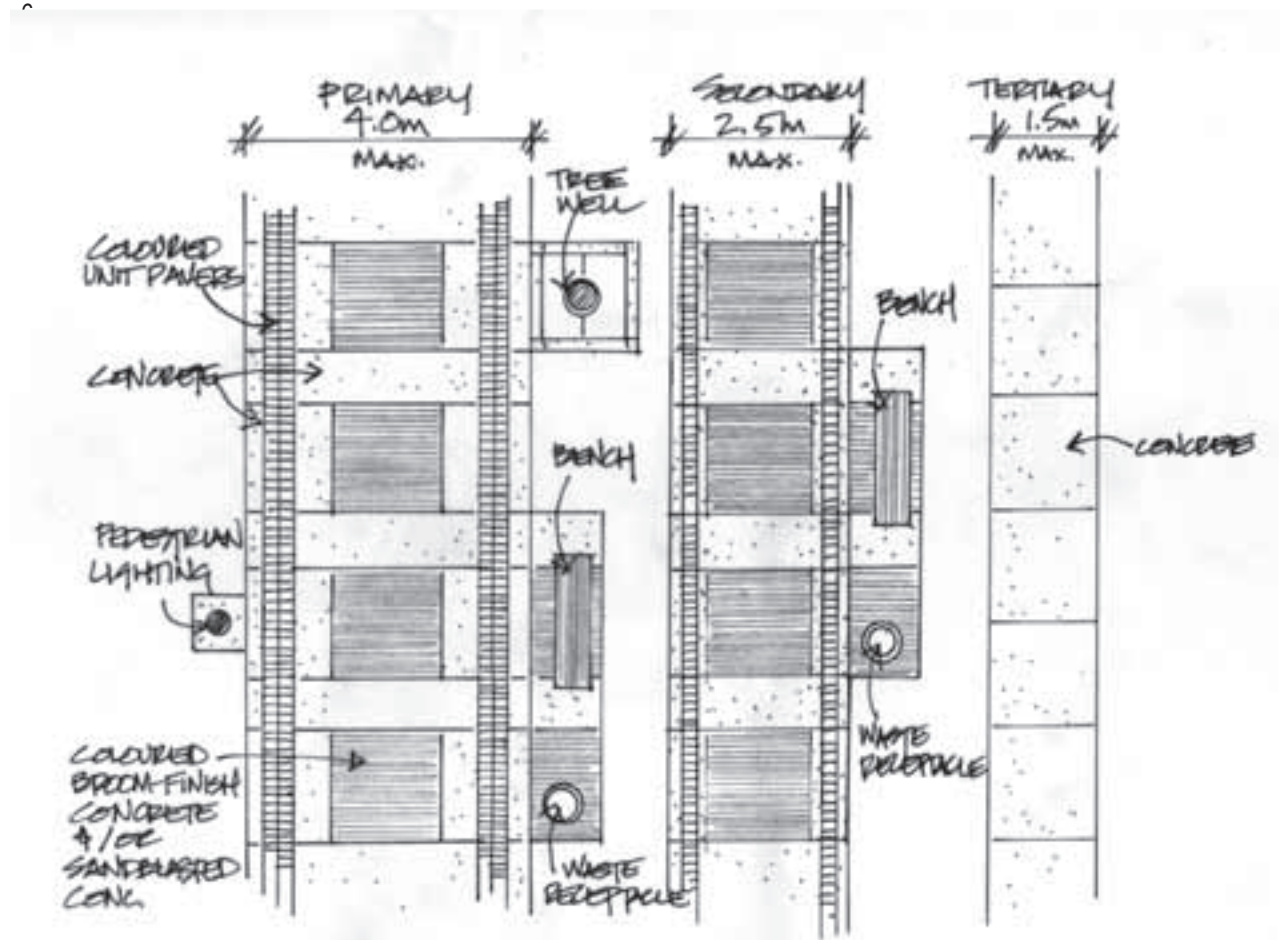 PRIMARY
4.0m
MAX.
SECONDARY
2.5m
MAX.
TERTIARY
1.5m
MAX.
TREE
WELL
COLOURED
UNIT PAVERS
CONCRETE
BENCH
PEDESTRIAN
LIGHTING
COLOURED
BROOM-FINISH
CONCRETE
&/OR
SANDBLASTED
CONC.
WASTE
RECEPTACLE
BENCH
WASTE
RECEPTACLE
CONCRETE